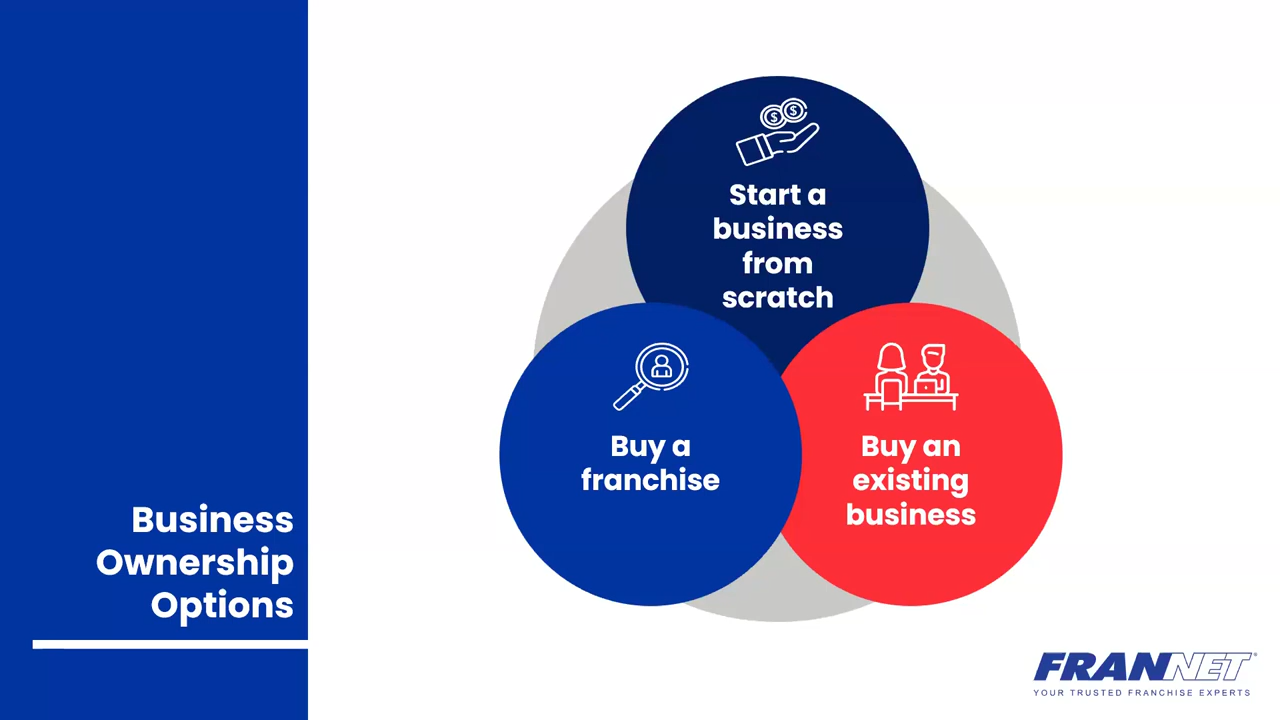 Business
Ownership
Options
Start a
business
from
scratch
Buy a
franchise
Buy an
existing
business
FRANNET®
YOUR TRUSTED FRANCHISE EXPERTS